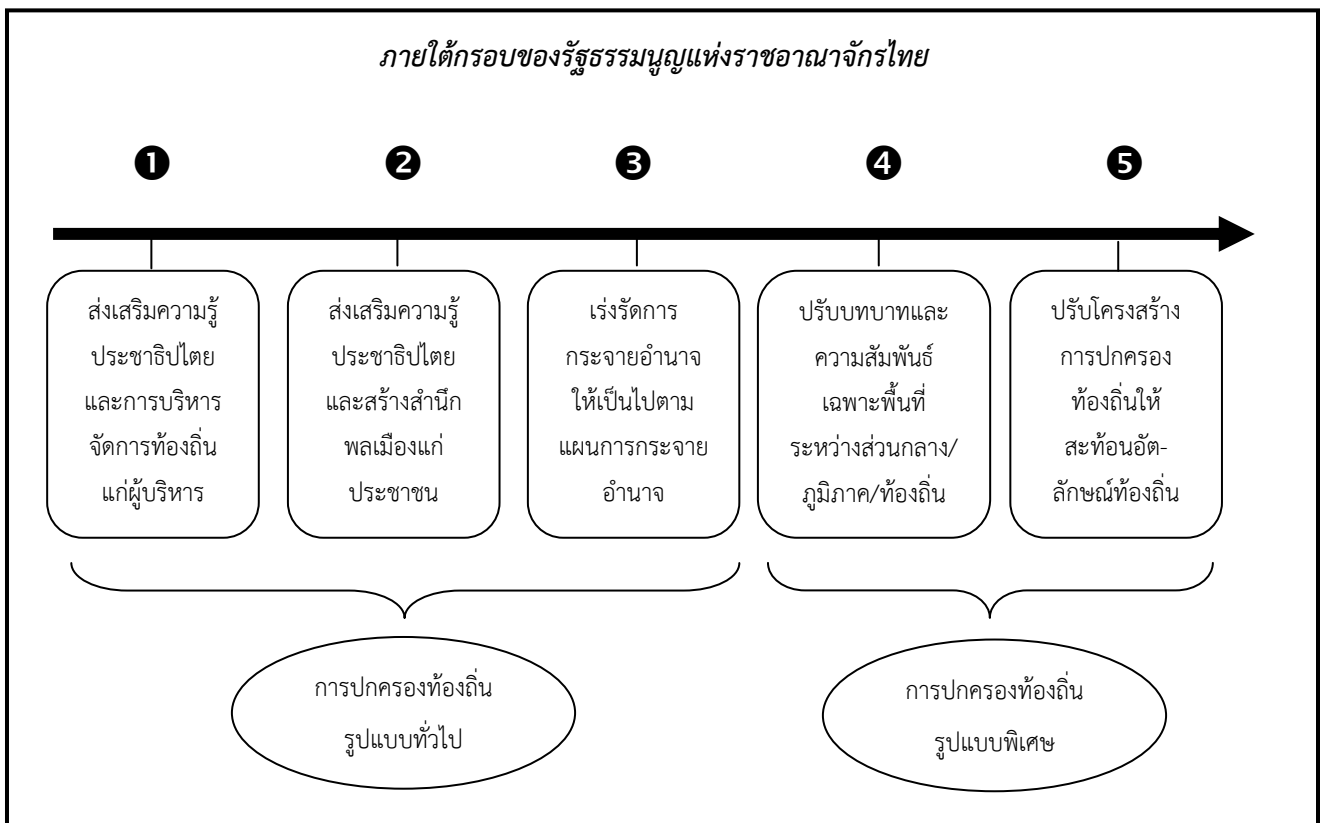 ภายใต้กรอบของรัฐธรรมนูญแห่งราชอาณาจักรไทย
❶ ❷ ❸ ❹ ❺
ส่งเสริมความรู้
ประชาธิปไตย
และการบริหาร
จัดการท้องถิ่น
แก่ผู้บริหาร
ส่งเสริมความรู้
ประชาธิปไตย
และสร้างสำนึก
พลเมืองแก่
ประชาชน
เร่งรัดการ
กระจายอำนาจ
ให้เป็นไปตาม
แผนการกระจาย
อำนาจ
ปรับบทบาทและ
ความสัมพันธ์
เฉพาะพื้นที่
ระหว่างส่วนกลาง/
ภูมิภาค/ท้องถิ่น
ปรับโครงสร้าง
การปกครอง
ท้องถิ่นให้
สะท้อนอัต-
ลักษณ์ท้องถิ่น
การปกครองท้องถิ่น
รูปแบบทั่วไป
การปกครองท้องถิ่น
รูปแบบพิเศษ